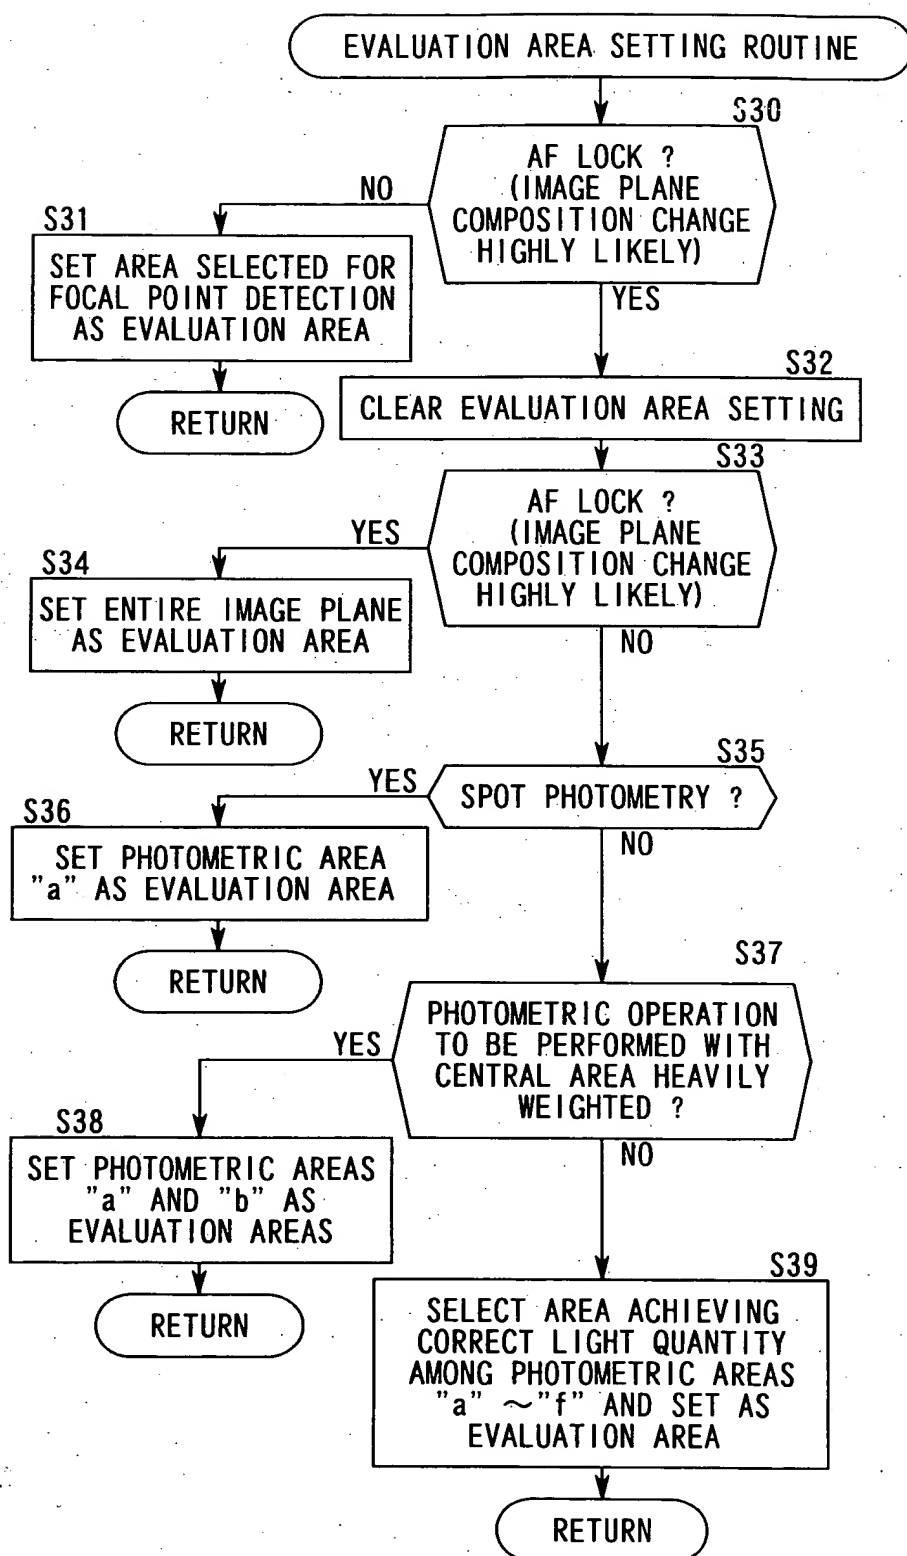 EVALUATION AREA SETTING ROUTINE
S30
AF LOCK ?
(IMAGE PLANE
COMPOSITION CHANGE
HIGHLY LIKELY)
NO
YES
S31
SET AREA SELECTED FOR
FOCAL POINT DETECTION
AS EVALUATION AREA
RETURN
S32
CLEAR EVALUATION AREA SETTING
S33
AF LOCK ?
(IMAGE PLANE
COMPOSITION CHANGE
HIGHLY LIKELY)
YES
NO
S34
SET ENTIRE IMAGE PLANE
AS EVALUATION AREA
RETURN
S35
SPOT PHOTOMETRY ?
YES
NO
S36
SET PHOTOMETRIC AREA
"a" AS EVALUATION AREA
RETURN
S37
PHOTOMETRIC OPERATION
TO BE PERFORMED WITH
CENTRAL AREA HEAVILY
WEIGHTED ?
YES
NO
S38
SET PHOTOMETRIC AREAS
"a" AND "b" AS
EVALUATION AREAS
RETURN
S39
SELECT AREA ACHIEVING
CORRECT LIGHT QUANTITY
AMONG PHOTOMETRIC AREAS
"a" ~"f" AND SET AS
EVALUATION AREA
RETURN